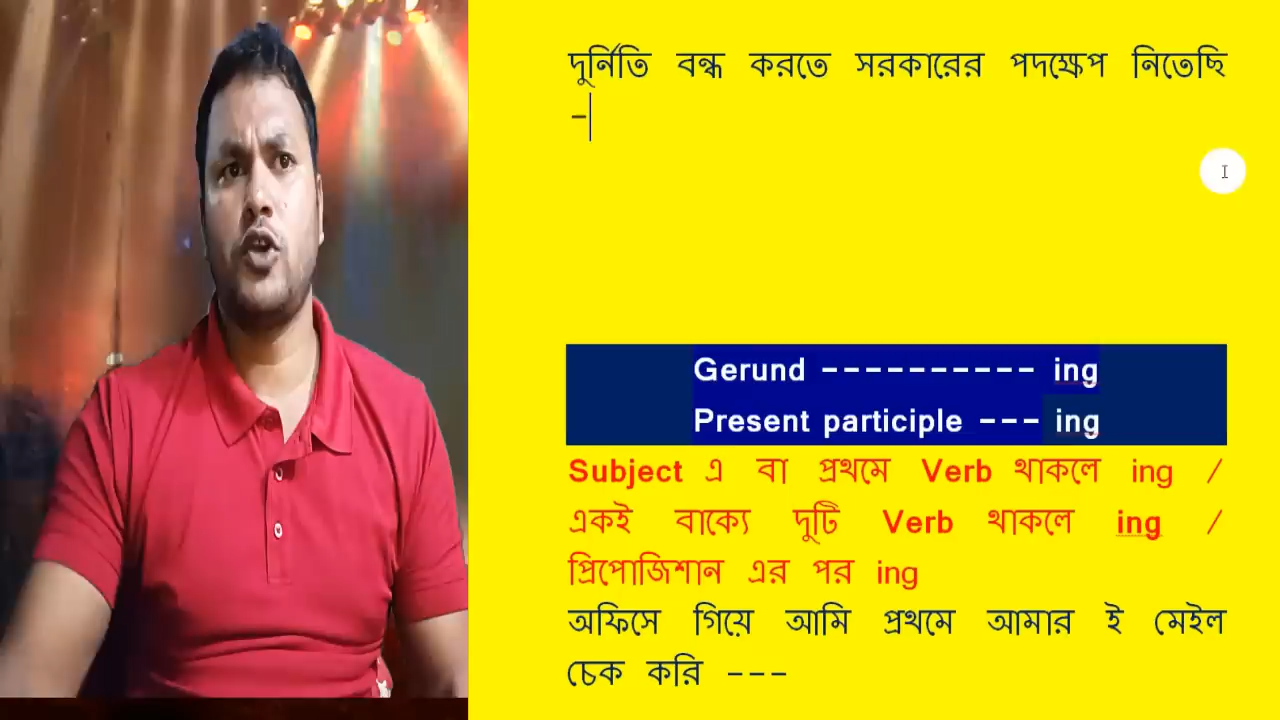 দুর্নিতি বন্ধ করতে সরকারের পদক্ষেপ নিতেছি
-
Gerund ---------- ing
Present participle --- ing
Subject এ বা প্রথমে Verb থাকলে ing /
একই বাক্যে দুটি Verb থাকলে ing /
প্রিপোজিশান এর পর ing
অফিসে গিয়ে আমি প্রথমে আমার ই মেইল
চেক করি ---